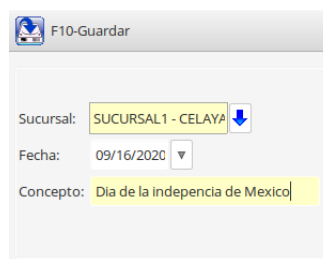 F10-Guardar
Sucursal: SUCURSAL1 - CELAYA
Fecha: 09/16/2020
Concepto: Dia de la indepencia de Mexico